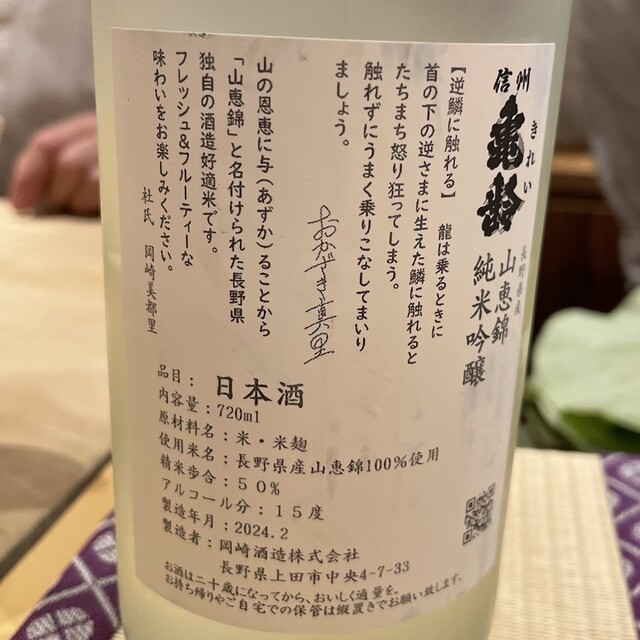 信州
亀齢
きれい
長野県産
山恵錦
純米吟醸
【逆鱗に触れる】 龍は乗るときに
首の下の逆さまに生えた鱗に触れると
たちまち怒り狂ってしまう。
触れずにうまく乗りこなしてまいり
ましょう。
山の恩恵に与(あずか)ることから
「山恵錦」と名付けられた長野県
独自の酒造好適米です。
フレッシュ&フルーティーな
味わいをお楽しみください。
杜氏 岡崎美都里
品目:日本酒
内容量:720ml
原材料名:米・米麹
使用米名:長野県産山恵錦100%使用
精米歩合:50%
アルコール分:15度
製造年月:2024.2
製造者:岡崎酒造株式会社
長野県上田市中央4-7-33
お酒は二十歳になってから、おいしく適量を。
お持ち帰りやご自宅での保管は縦置きでお願い致します。